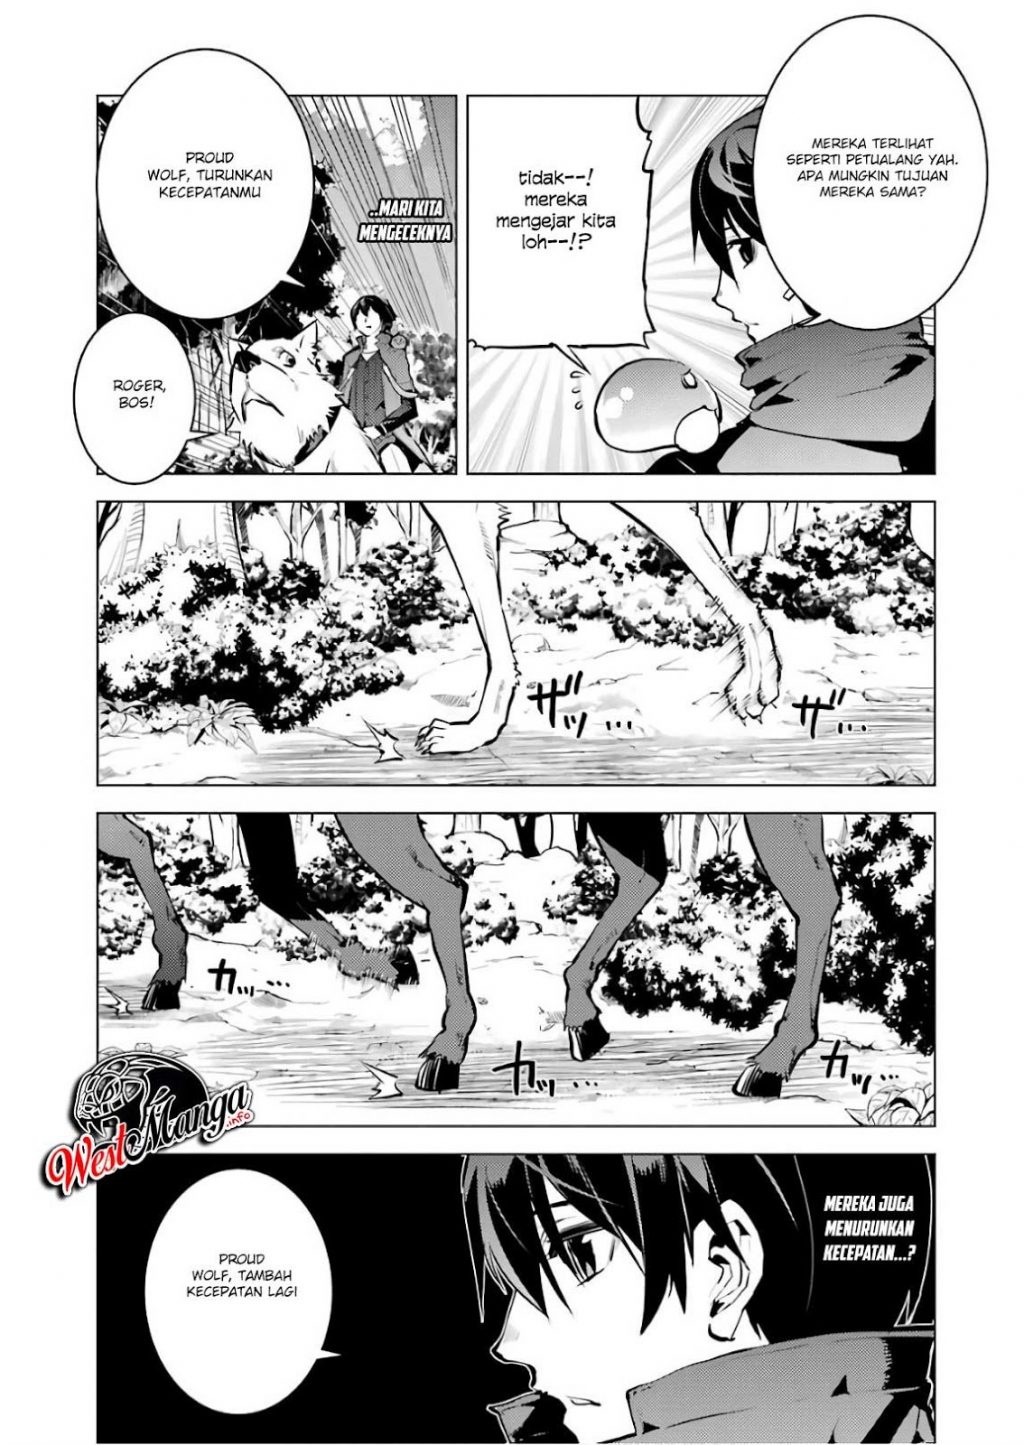 MEREKA TERLIHAT
SEPERTI PETUALANG YAH.
APA MUNGKIN TUJUAN
MEREKA SAMA?
tidak--!
mereka
mengejar kita
loh--!?
PROUD
WOLF, TURUNKAN
KECEPATANMU
..MARI KITA
MENGECEKNYA
ROGER,
BOS!
ザッ...
ザッ...
カッ...
カッ...
カッ...
WestManga
.info
MEREKA JUGA
MENURUNKAN
KECEPATAN...?
PROUD
WOLF, TAMBAH
KECEPATAN LAGI